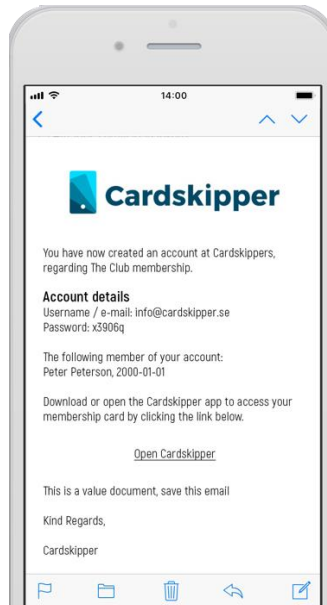 14:00
Cardskipper
You have now created an account at Cardskippers,
regarding The Club membership.
Account details
Username / e-mail: info@cardskipper.se
Password: x3906q
The following member of your account:
Peter Peterson, 2000-01-01
Download or open the Cardskipper app to access your
membership card by clicking the link below.
Open Cardskipper
This is a value document, save this email
Kind Regards,
Cardskipper